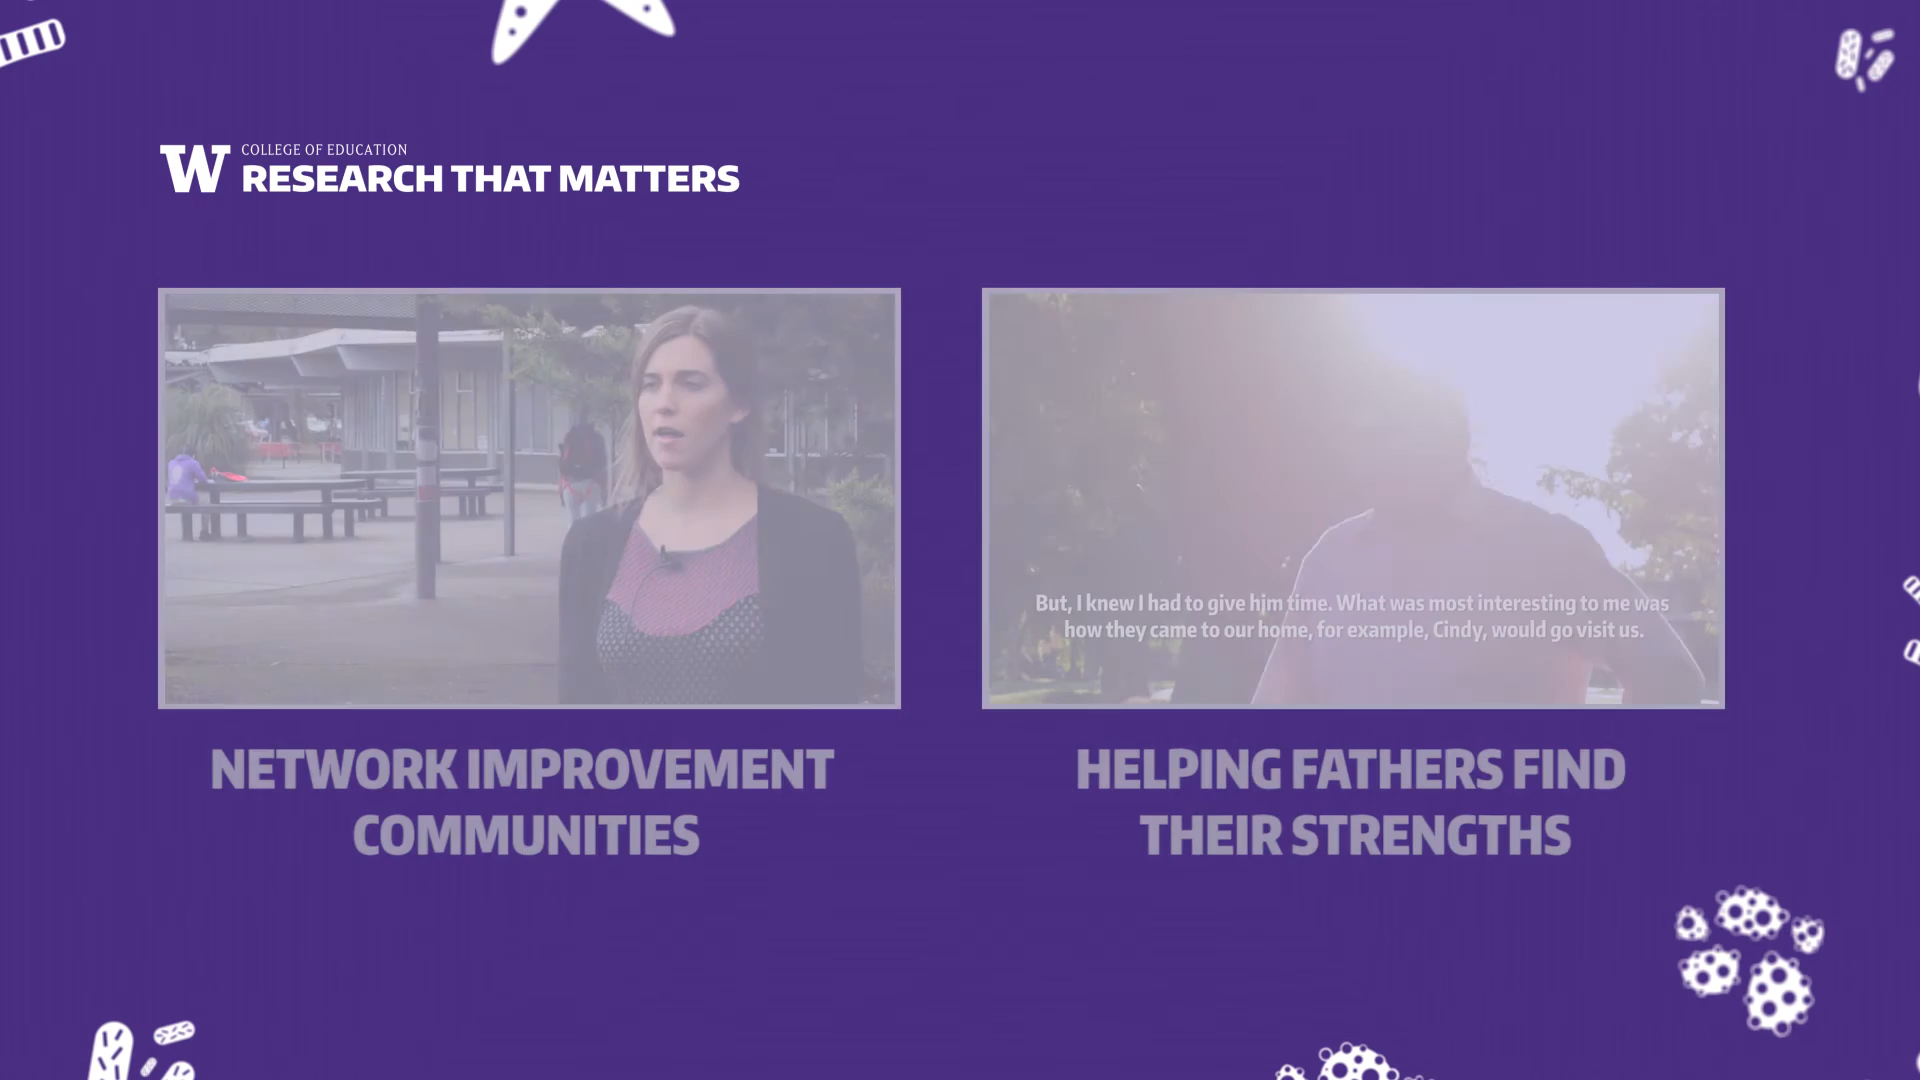 W COLLEGE OF EDUCATION
RESEARCH THAT MATTERS
But, I knew I had to give him time. What was most interesting to me was
how they came to our home, for example, Cindy, would go visit us.
NETWORK IMPROVEMENT
COMMUNITIES
HELPING FATHERS FIND
THEIR STRENGTHS